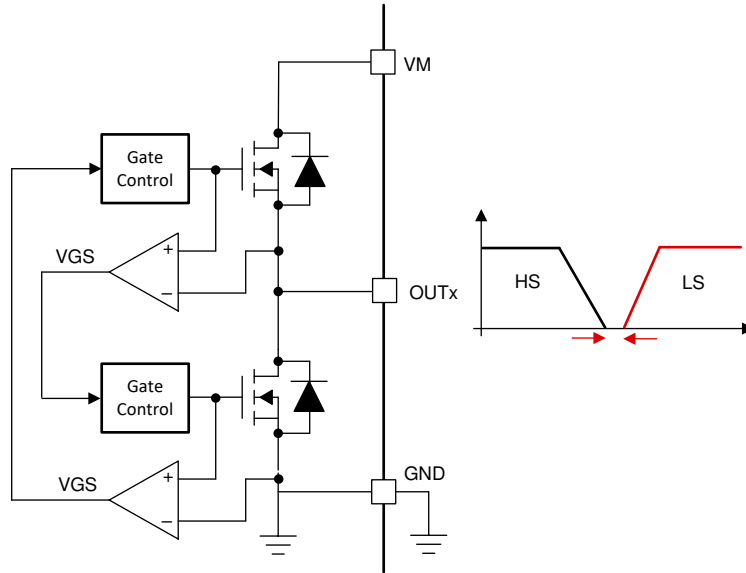 VM
Gate
Control
+
VGS
−
OUTx
HS
LS
Gate
Control
GND
+
VGS
−